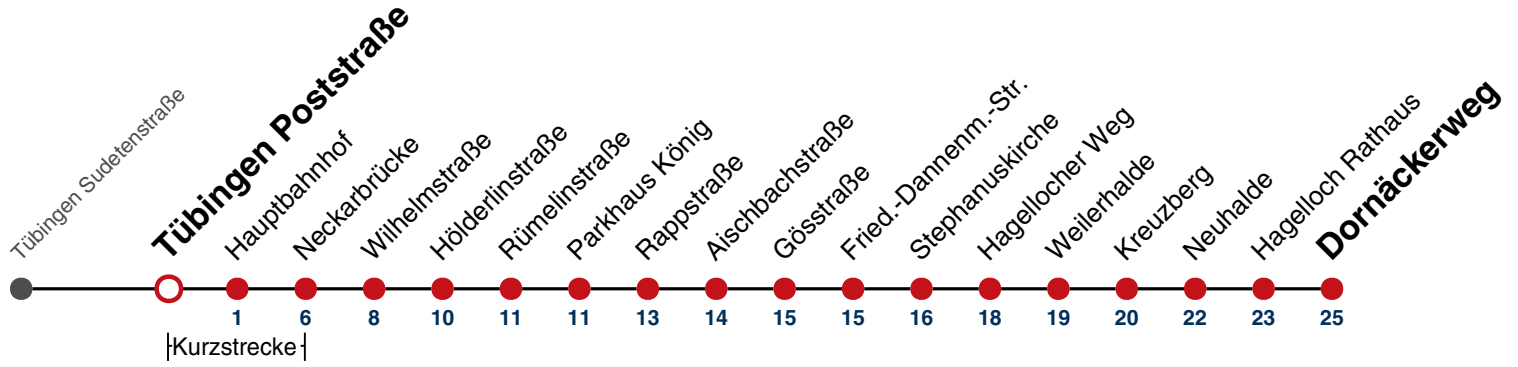 Tübingen Sudetenstraße
Tübingen Poststraße
Hauptbahnhof
Neckarbrücke
Wilhelmstraße
Hölderlinstraße
Rümelinstraße
Parkhaus König
Rappstraße
Aischbachstraße
Gösstraße
Fried.-Dannenm.-Str.
Stephanuskirche
Hagellocher Weg
Weilerhalde
Kreuzberg
Neuhalde
Hagelloch Rathaus
Dornäckerweg
1 6 8 10 11 11 13 14 15 15 16 18 19 20 22 23 25
Kurzstrecke